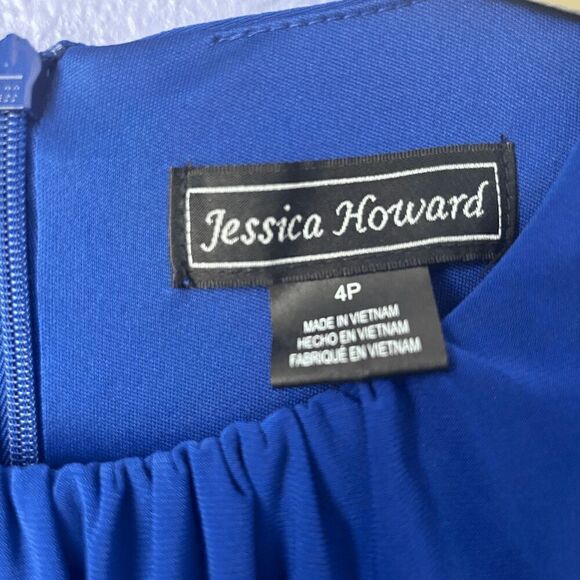 Jessica Howard
4P
MADE IN VIETNAM
HECHO EN VIETNAM
FABRIQUÉ EN VIETNAM